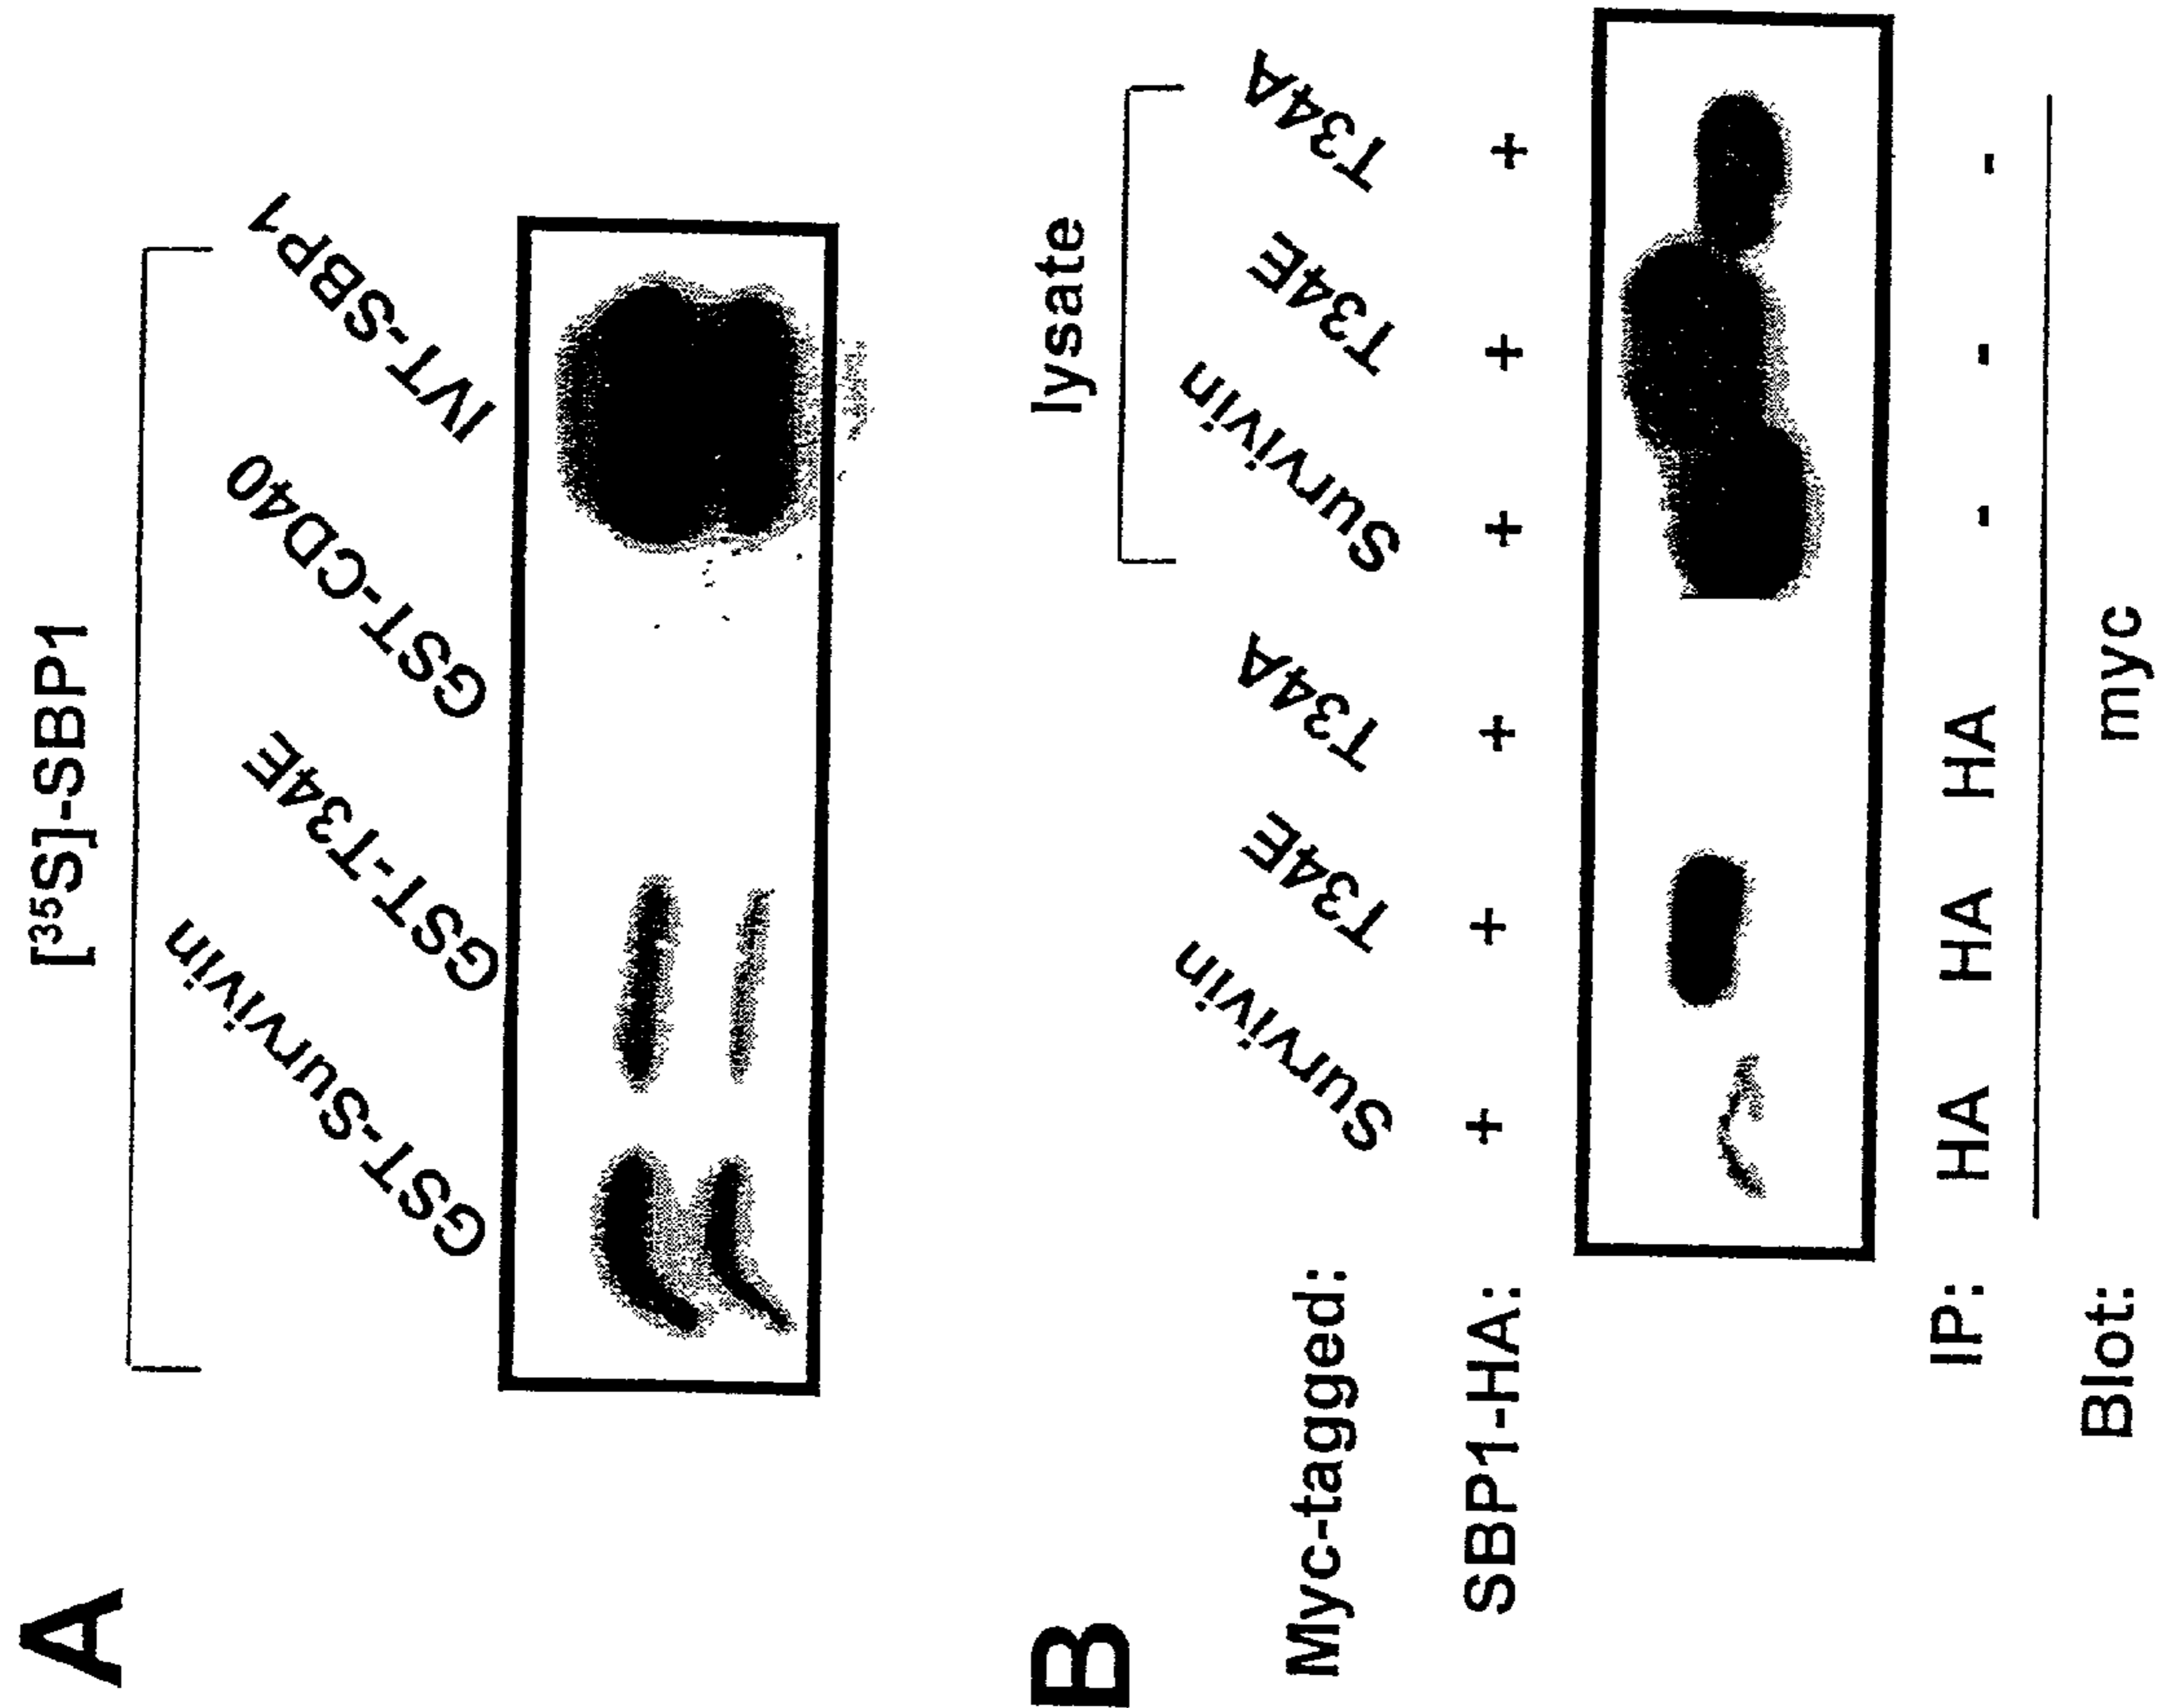 A
[³⁵S]-SBP1
GST-Survivin GST-T34E GST-CD40 IVT-SBP1
B
lysate
Myc-tagged: Survivin T34E T34A Survivin T34E T34A
SBP1-HA: + + + + + +
IP: HA HA HA - - -
Blot: myc